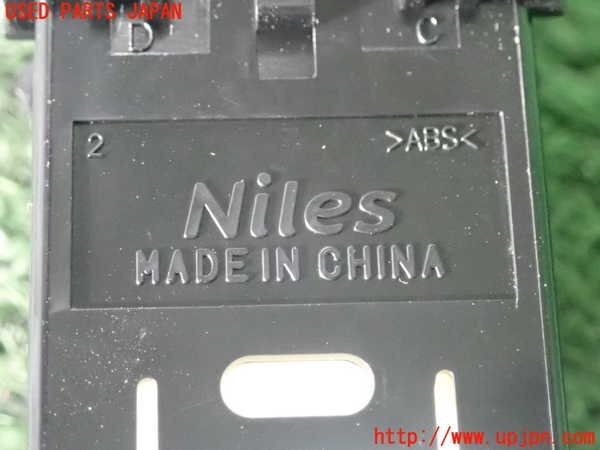 USED PARTS JAPAN
D C
2 >ABS<
Niles
MADE IN CHINA
http://www.upjpn.com